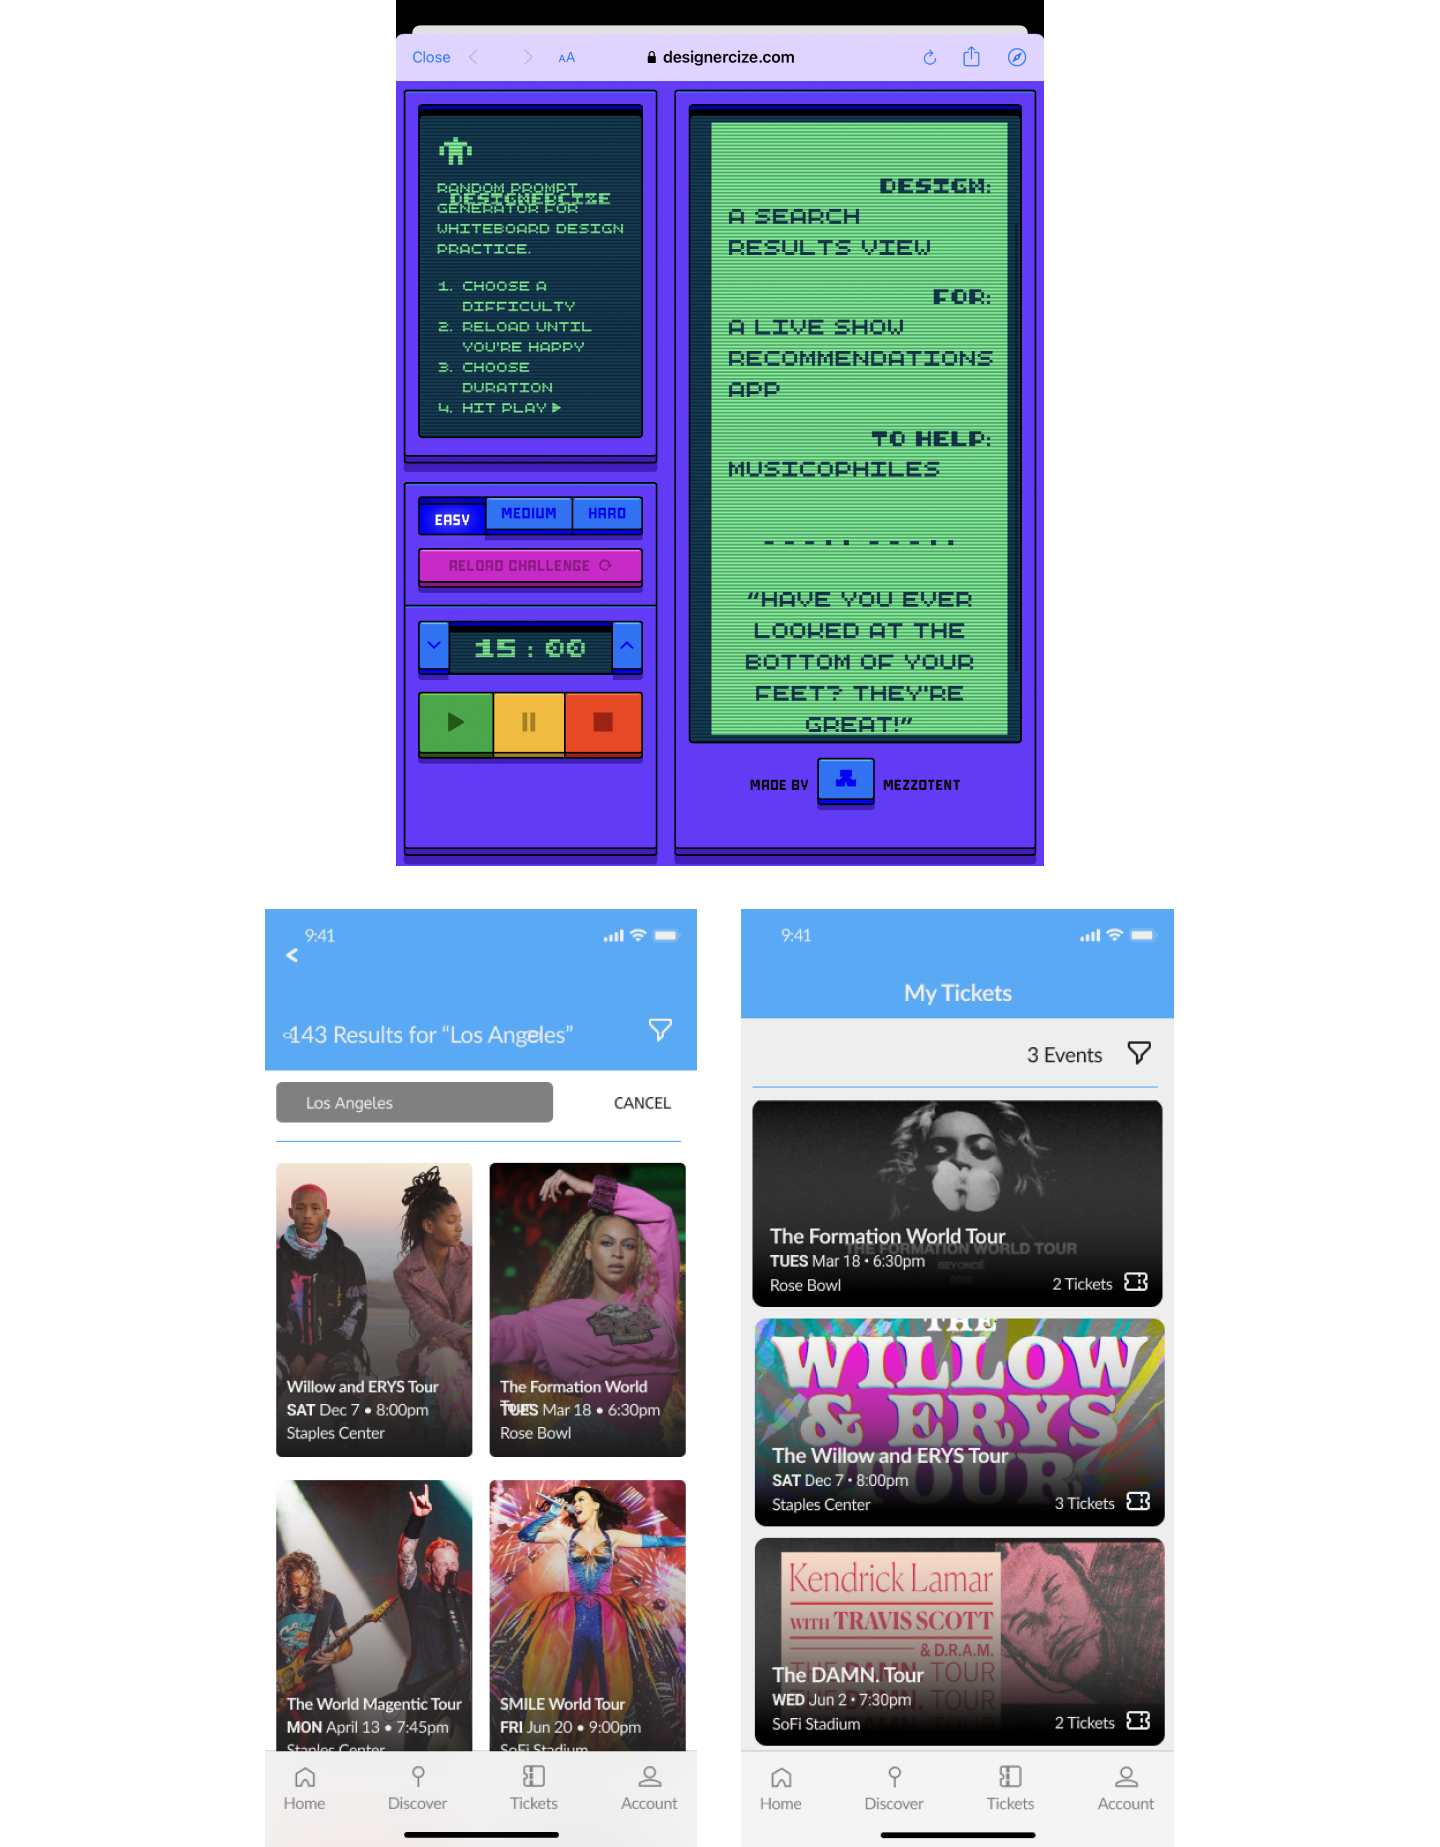 Close
AA
designercize.com
DESIGNERCIZE
RANDOM PROMPT
GENERATOR FOR
WHITEBOARD DESIGN
PRACTICE.
1. CHOOSE A
DIFFICULTY
2. RELOAD UNTIL
YOU'RE HAPPY
3. CHOOSE
DURATION
4. HIT PLAY
EASY
MEDIUM
HARD
RELOAD CHALLENGE
15:00
DESIGN:
A SEARCH
RESULTS VIEW
FOR:
A LIVE SHOW
RECOMMENDATIONS
APP
TO HELP:
MUSICOPHILES
“HAVE YOU EVER
LOOKED AT THE
BOTTOM OF YOUR
FEET? THEY'RE
GREAT!”
MADE BY
MEZZOTENT
9:41
<
143 Results for “Los Angeles”
Los Angeles
CANCEL
Willow and ERYS Tour
SAT Dec 7 • 8:00pm
Staples Center
The Formation World
Tour
TUES Mar 18 • 6:30pm
Rose Bowl
The World Magentic Tour
MON April 13 • 7:45pm
Staples Center
SMILE World Tour
FRI Jun 20 • 9:00pm
SoFi Stadium
Home
Discover
Tickets
Account
9:41
My Tickets
3 Events
The Formation World Tour
THE FORMATION WORLD TOUR
TUES Mar 18 • 6:30pm
BEYONCÉ
2016
Rose Bowl
2 Tickets
THE
WILLOW
& ERYS
TOUR
The Willow and ERYS Tour
SAT Dec 7 • 8:00pm
Staples Center
3 Tickets
Kendrick Lamar
WITH TRAVIS SCOTT
& D.R.A.M.
THE DAMN. TOUR
The DAMN. Tour
WED Jun 2 • 7:30pm
SoFi Stadium
2 Tickets
Home
Discover
Tickets
Account